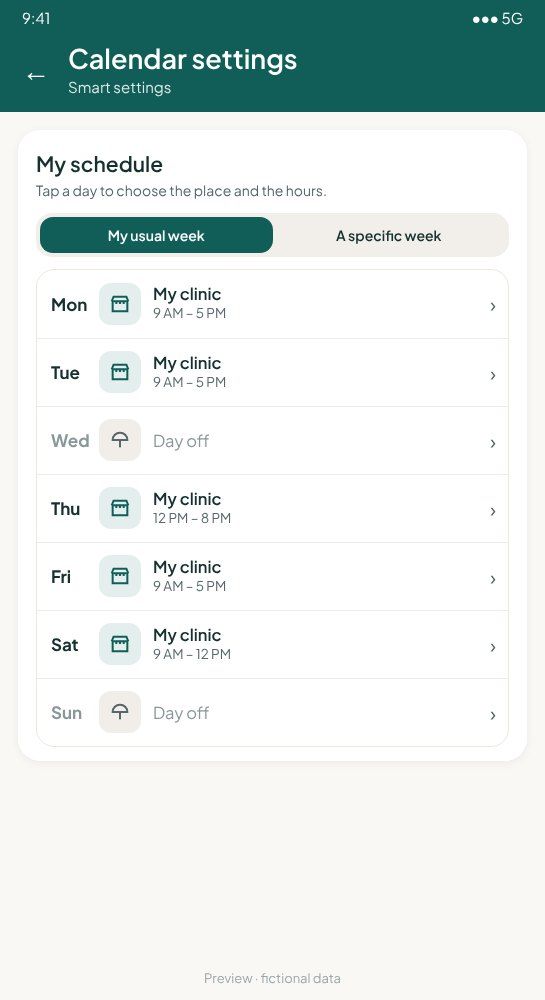 9:41
●●● 5G
←
Calendar settings
Smart settings
My schedule
Tap a day to choose the place and the hours.
My usual week
A specific week
Mon
My clinic
9 AM – 5 PM
›
Tue
My clinic
9 AM – 5 PM
›
Wed
Day off
›
Thu
My clinic
12 PM – 8 PM
›
Fri
My clinic
9 AM – 5 PM
›
Sat
My clinic
9 AM – 12 PM
›
Sun
Day off
›
Preview · fictional data